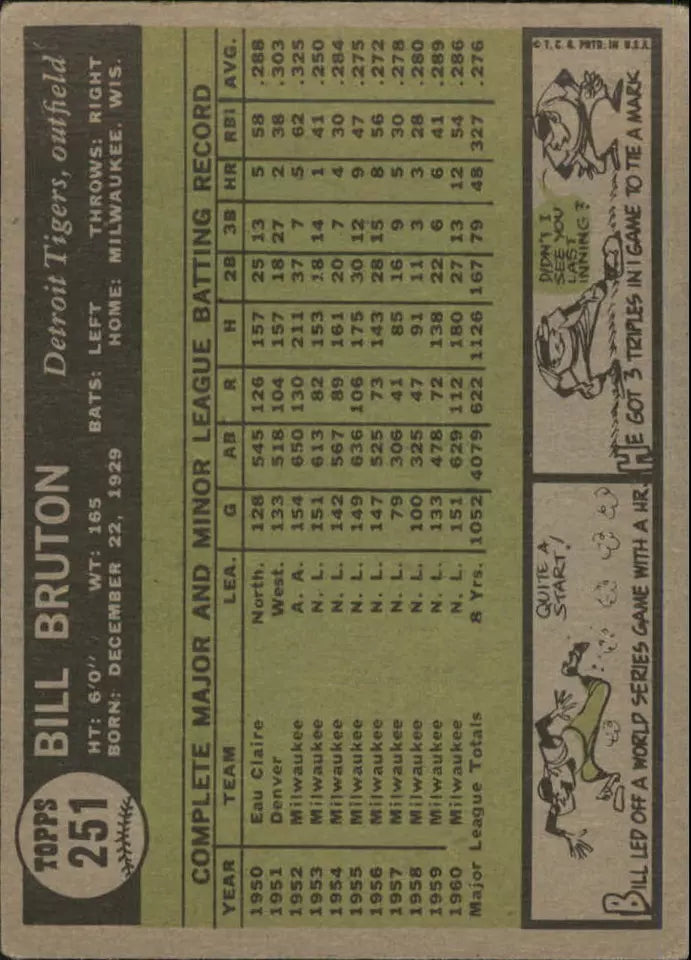 TOPPS
251
BILL BRUTON Detroit Tigers, outfield
HT: 6'0" WT: 165 BATS: LEFT THROWS: RIGHT
BORN: DECEMBER 22, 1929 HOME: MILWAUKEE, WIS.
COMPLETE MAJOR AND MINOR LEAGUE BATTING RECORD
YEAR TEAM LEA. G AB R H 2B 3B HR RBI AVG.
1950 Eau Claire North. 128 545 126 157 25 13 5 58 .288
1951 Denver West. 133 518 104 157 18 27 2 38 .303
1952 Milwaukee A. A. 154 650 130 211 37 7 5 62 .325
1953 Milwaukee N. L. 151 613 82 153 18 14 1 41 .250
1954 Milwaukee N. L. 142 567 89 161 20 7 4 30 .284
1955 Milwaukee N. L. 149 636 106 175 30 12 9 47 .275
1956 Milwaukee N. L. 147 525 73 143 28 15 8 56 .272
1957 Milwaukee N. L. 79 306 41 85 16 9 5 30 .278
1958 Milwaukee N. L. 100 325 47 91 11 3 3 28 .280
1959 Milwaukee N. L. 133 478 72 138 22 6 6 41 .289
1960 Milwaukee N. L. 151 629 112 180 27 13 12 54 .286
Major League Totals 8 Yrs. 1052 4079 622 1126 167 79 48 327 .276
QUITE A
START!
BILL LED OFF A WORLD SERIES GAME WITH A HR.
DIDN'T I
SEE YOU
LAST
INNING?
HE GOT 3 TRIPLES IN 1 GAME TO TIE A MARK
© T. C. G. PRTD. IN U.S.A.